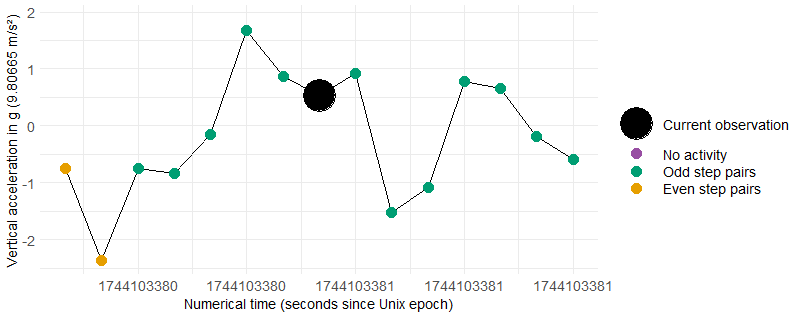 Vertical acceleration in g (9.80665 m/s²)
2
1
0
-1
-2
1744103380
1744103380
1744103381
1744103381
1744103381
Numerical time (seconds since Unix epoch)
Current observation
No activity
Odd step pairs
Even step pairs